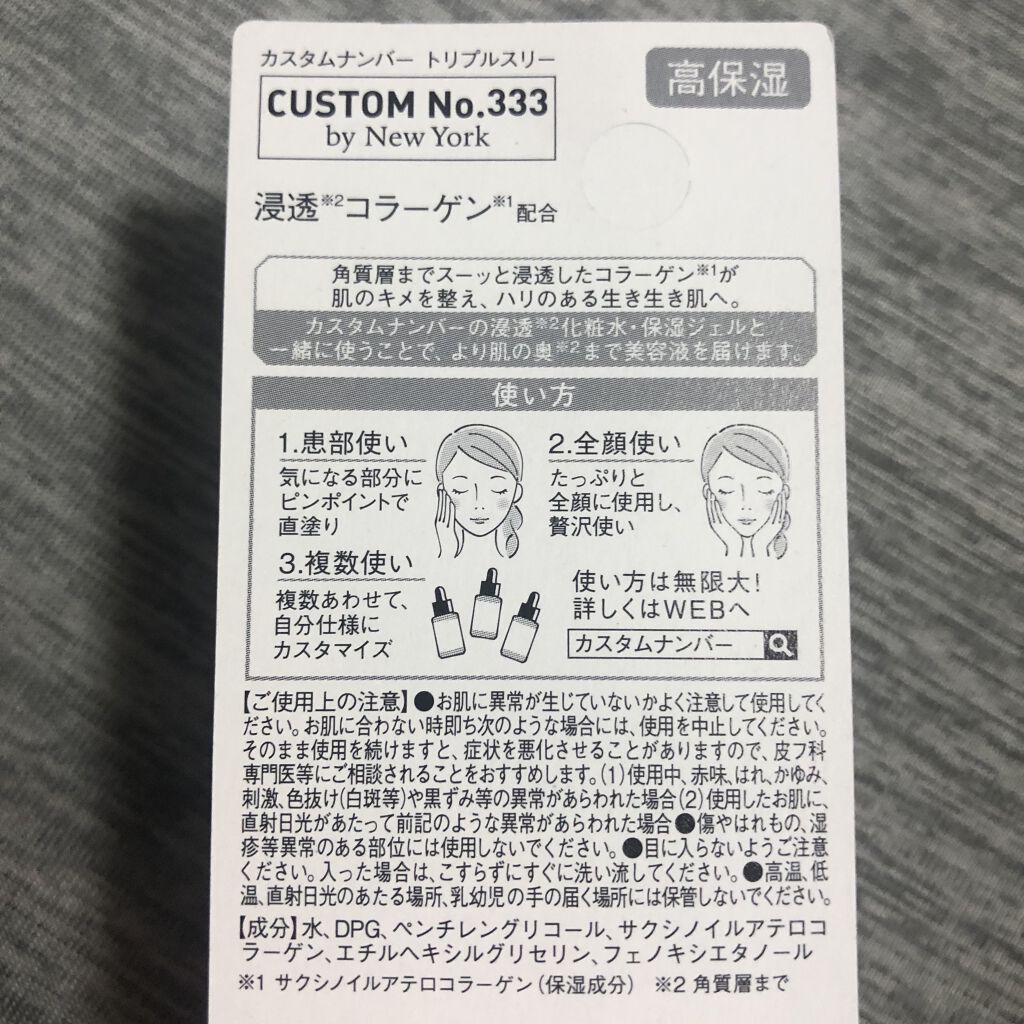 カスタムナンバー トリプルスリー
CUSTOM No.333
by New York
高保湿
浸透※2コラーゲン※1配合
角質層までスーッと浸透したコラーゲン※1が
肌のキメを整え、ハリのある生き生き肌へ。
カスタムナンバーの浸透※2化粧水・保湿ジェルと
一緒に使うことで、より肌の奥※2まで美容液を届けます。
使い方
1.患部使い
気になる部分に
ピンポイントで
直塗り
2.全顔使い
たっぷりと
全顔に使用し、
贅沢使い
3.複数使い
複数あわせて、
自分仕様に
カスタマイズ
使い方は無限大!
詳しくはWEBへ
カスタムナンバー
【ご使用上の注意】●お肌に異常が生じていないかよく注意して使用してく
ださい。お肌に合わない時即ち次のような場合には、使用を中止してください。
そのまま使用を続けますと、症状を悪化させることがありますので、皮フ科
専門医等にご相談されることをおすすめします。(1)使用中、赤味、はれ、かゆみ、
刺激、色抜け(白斑等)や黒ずみ等の異常があらわれた場合(2)使用したお肌に、
直射日光があたって前記のような異常があらわれた場合●傷やはれもの、湿
疹等異常のある部位には使用しないでください。●目に入らないようご注意
ください。入った場合は、こすらずにすぐに洗い流してください。●高温、低
温、直射日光のあたる場所、乳幼児の手の届く場所には保管しないでください。
【成分】水、DPG、ペンチレングリコール、サクシノイルアテロコ
ラーゲン、エチルヘキシルグリセリン、フェノキシエタノール
※1 サクシノイルアテロコラーゲン(保湿成分) ※2 角質層まで